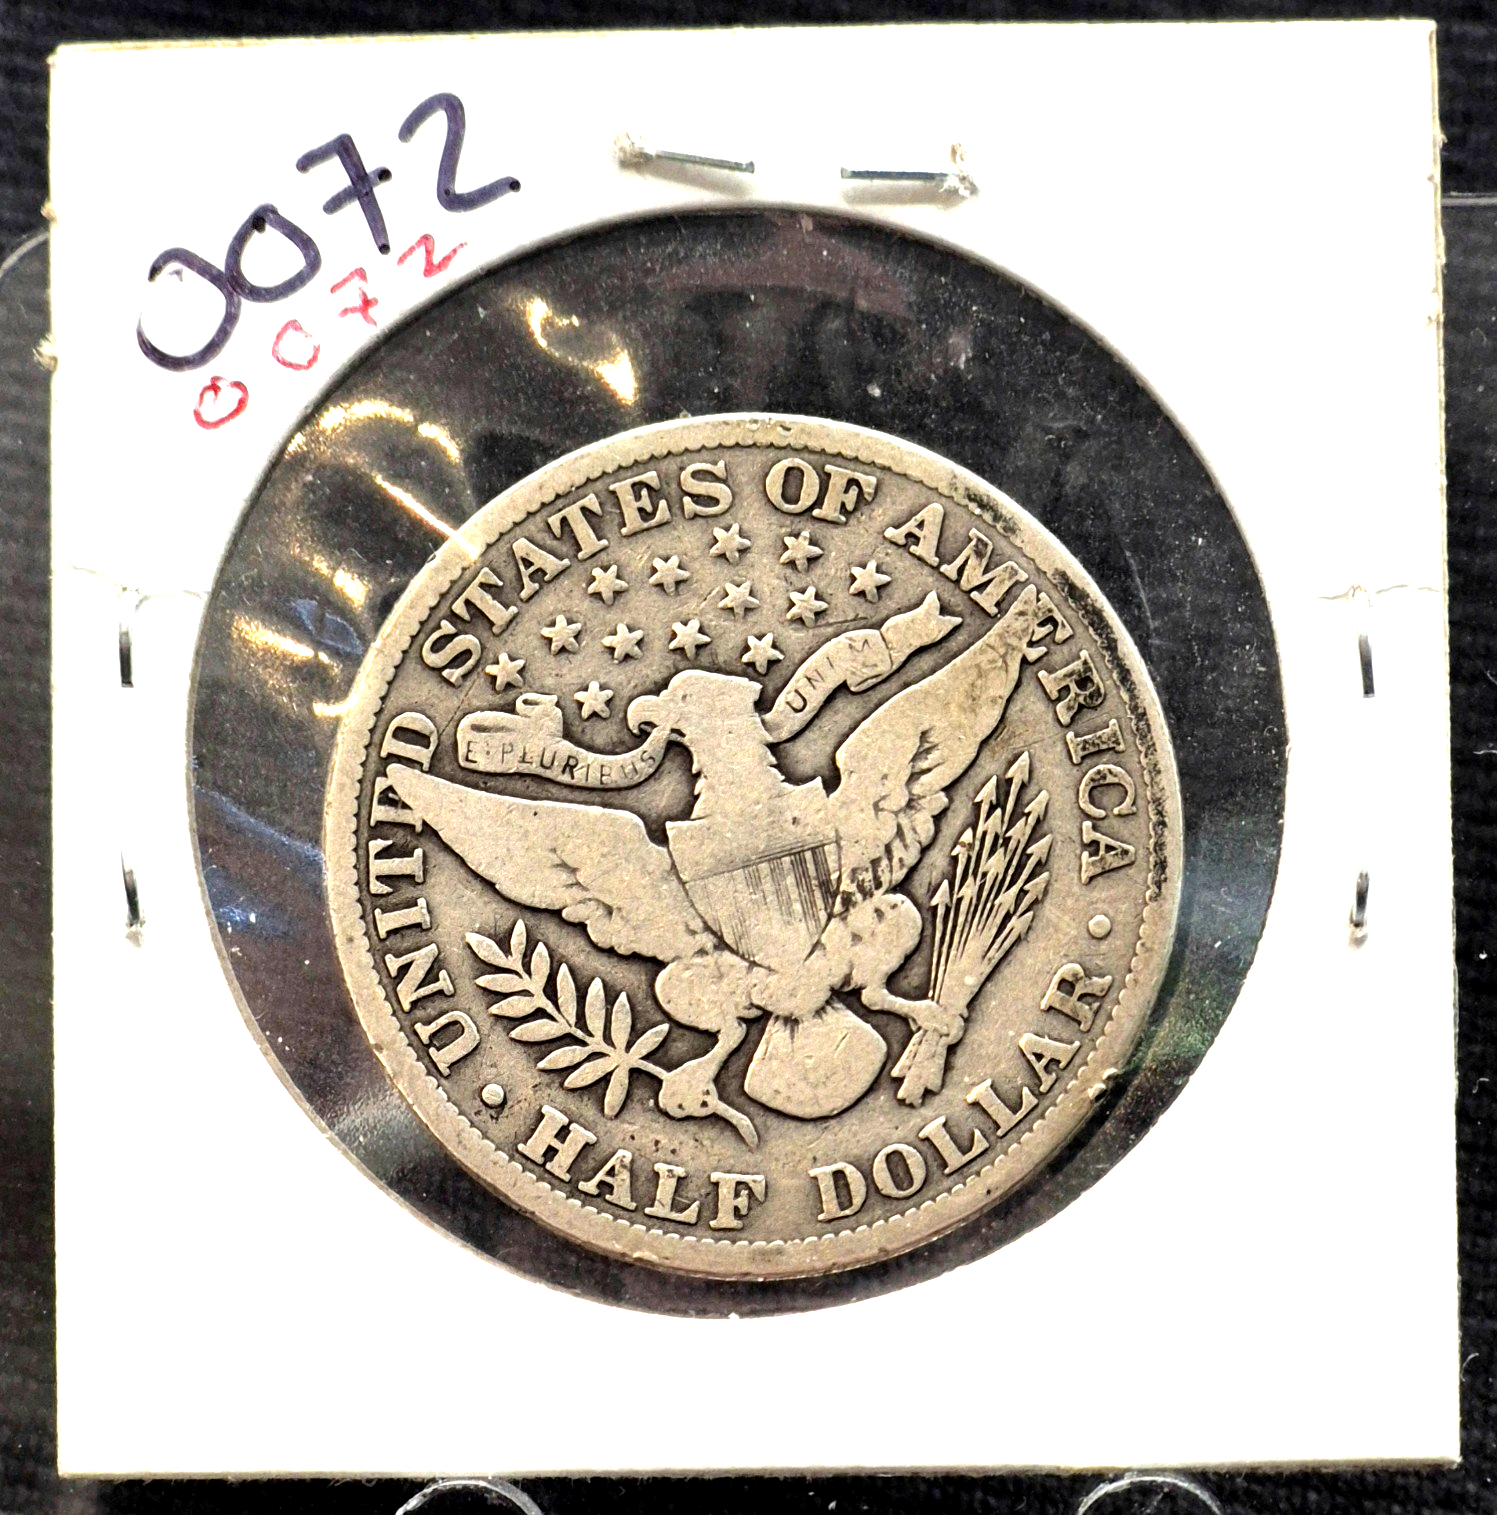 0072
0072
UNITED STATES OF AMERICA
E·PLURIBUS UNUM
HALF DOLLAR